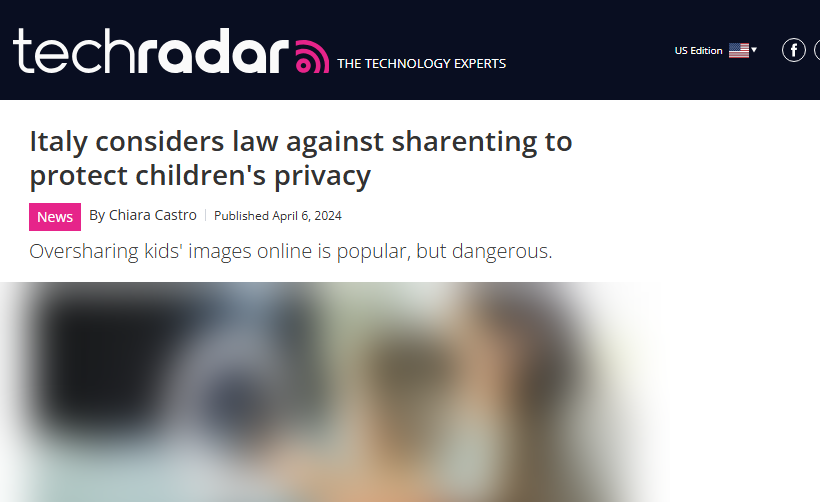 techradar THE TECHNOLOGY EXPERTS
US Edition
Italy considers law against sharenting to
protect children's privacy
News By Chiara Castro Published April 6, 2024
Oversharing kids' images online is popular, but dangerous.